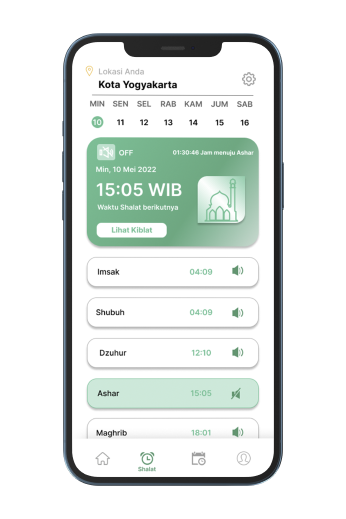 Lokasi Anda
Kota Yogyakarta
MIN SEN SEL RAB KAM JUM SAB
10 11 12 13 14 15 16
OFF 01:30:46 Jam menuju Ashar
Min, 10 Mei 2022
15:05 WIB
Waktu Shalat berikutnya
Lihat Kiblat
Imsak 04:09
Shubuh 04:09
Dzuhur 12:10
Ashar 15:05
Maghrib 18:01
Shalat